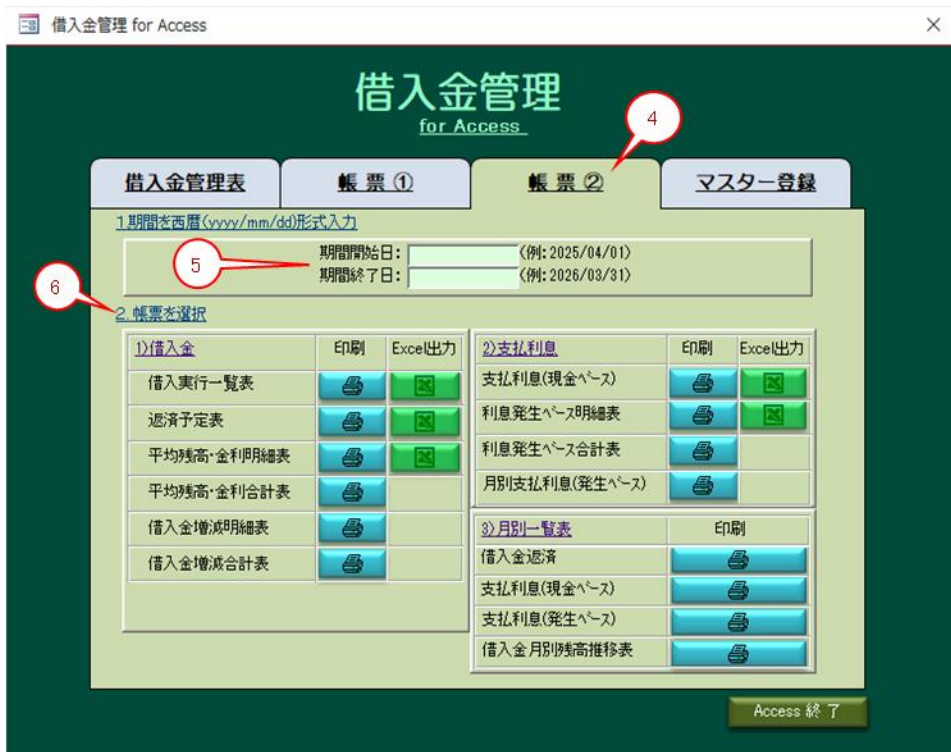 借入金管理 for Access
借入金管理
for Access
4
借入金管理表 帳 票 ① 帳 票 ② マスター登録
1.期間を西暦(yyyy/mm/dd)形式入力
5
期間開始日: (例:2025/04/01)
期間終了日: (例:2026/03/31)
6
2.帳票を選択
1)借入金 印刷 Excel出力
借入実行一覧表
返済予定表
平均残高・金利明細表
平均残高・金利合計表
借入金増減明細表
借入金増減合計表
2)支払利息 印刷 Excel出力
支払利息(現金ベース)
利息発生ベース明細表
利息発生ベース合計表
月別支払利息(発生ベース)
3)月別一覧表 印刷
借入金返済
支払利息(現金ベース)
支払利息(発生ベース)
借入金月別残高推移表
Access 終 了